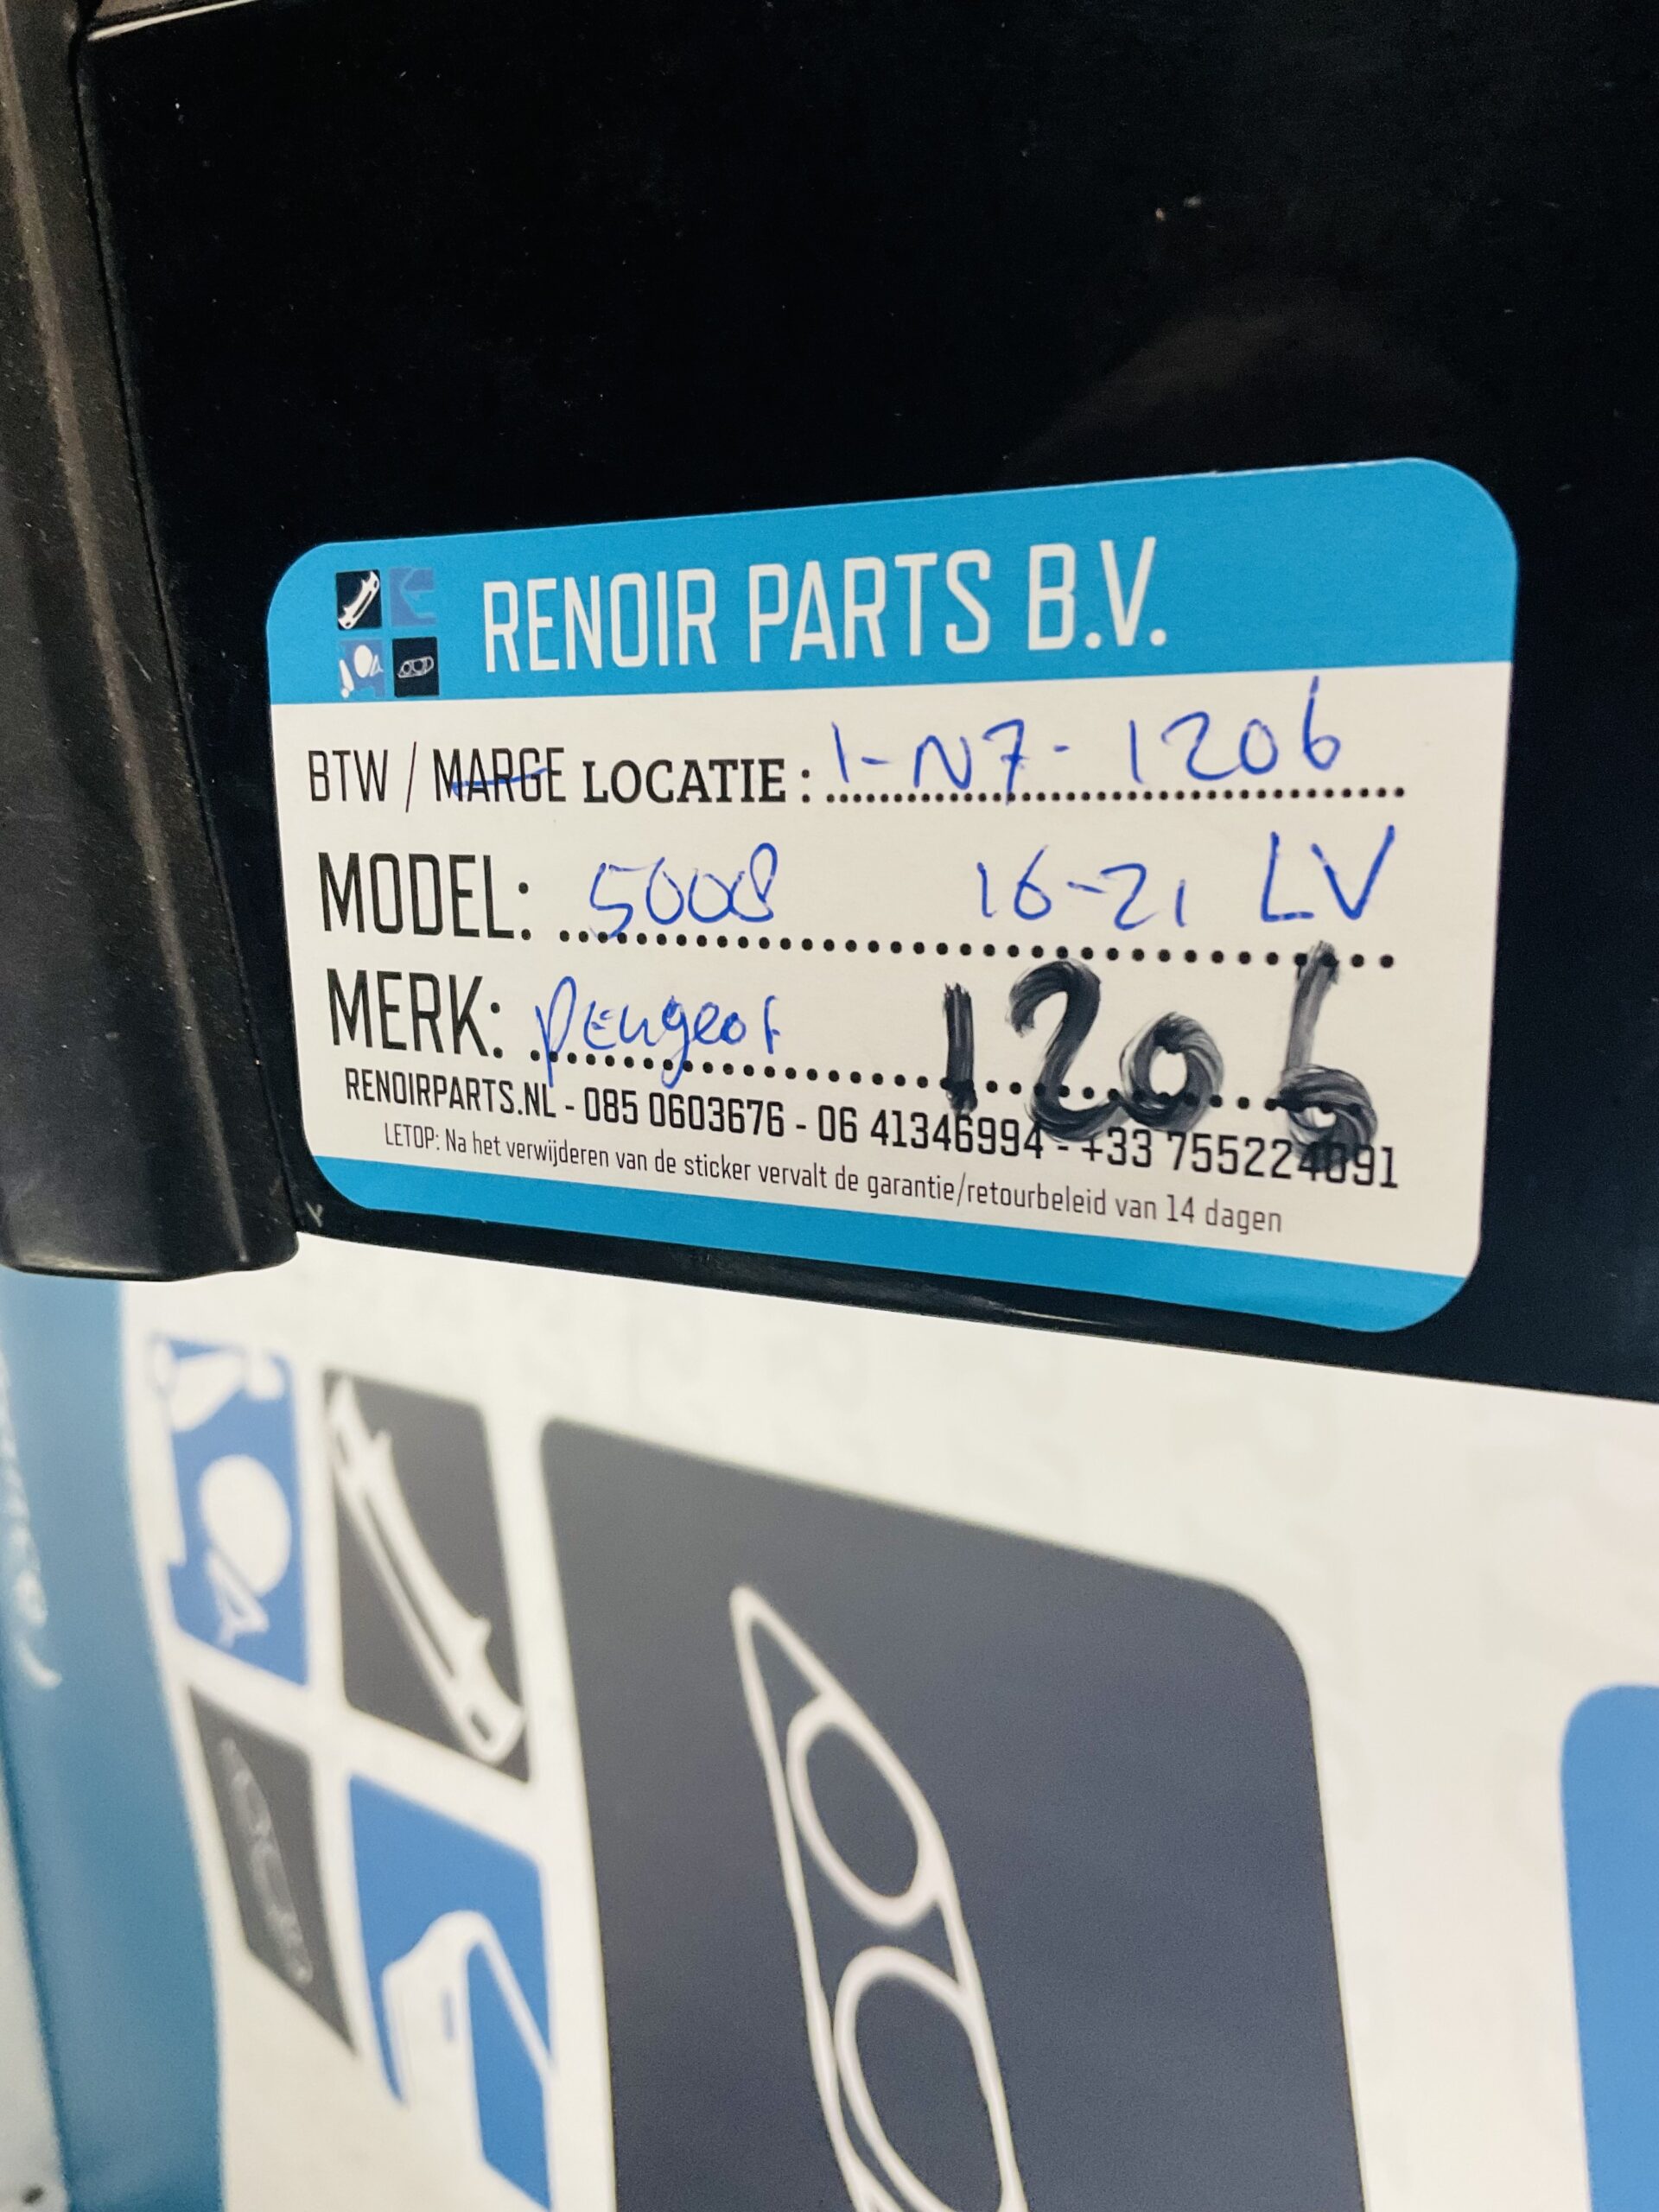 RENOIR PARTS B.V.
BTW / MARGE LOCATIE : 1-N7-1206
MODEL: 5008 16-21 LV
MERK: Peugeot 1206
RENOIRPARTS.NL - 085 0603676 - 06 41346994 - +33 755224091
LETOP: Na het verwijderen van de sticker vervalt de garantie/retourbeleid van 14 dagen